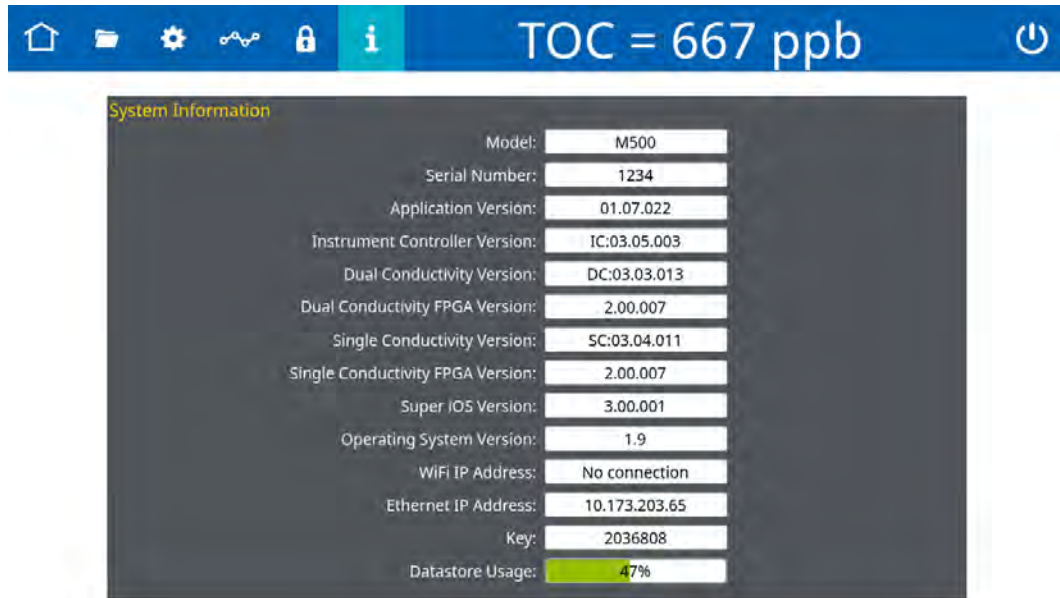 TOC = 667 ppb
System Information
Model: M500
Serial Number: 1234
Application Version: 01.07.022
Instrument Controller Version: IC:03.05.003
Dual Conductivity Version: DC:03.03.013
Dual Conductivity FPGA Version: 2.00.007
Single Conductivity Version: SC:03.04.011
Single Conductivity FPGA Version: 2.00.007
Super iOS Version: 3.00.001
Operating System Version: 1.9
WiFi IP Address: No connection
Ethernet IP Address: 10.173.203.65
Key: 2036808
Datastore Usage: 47%